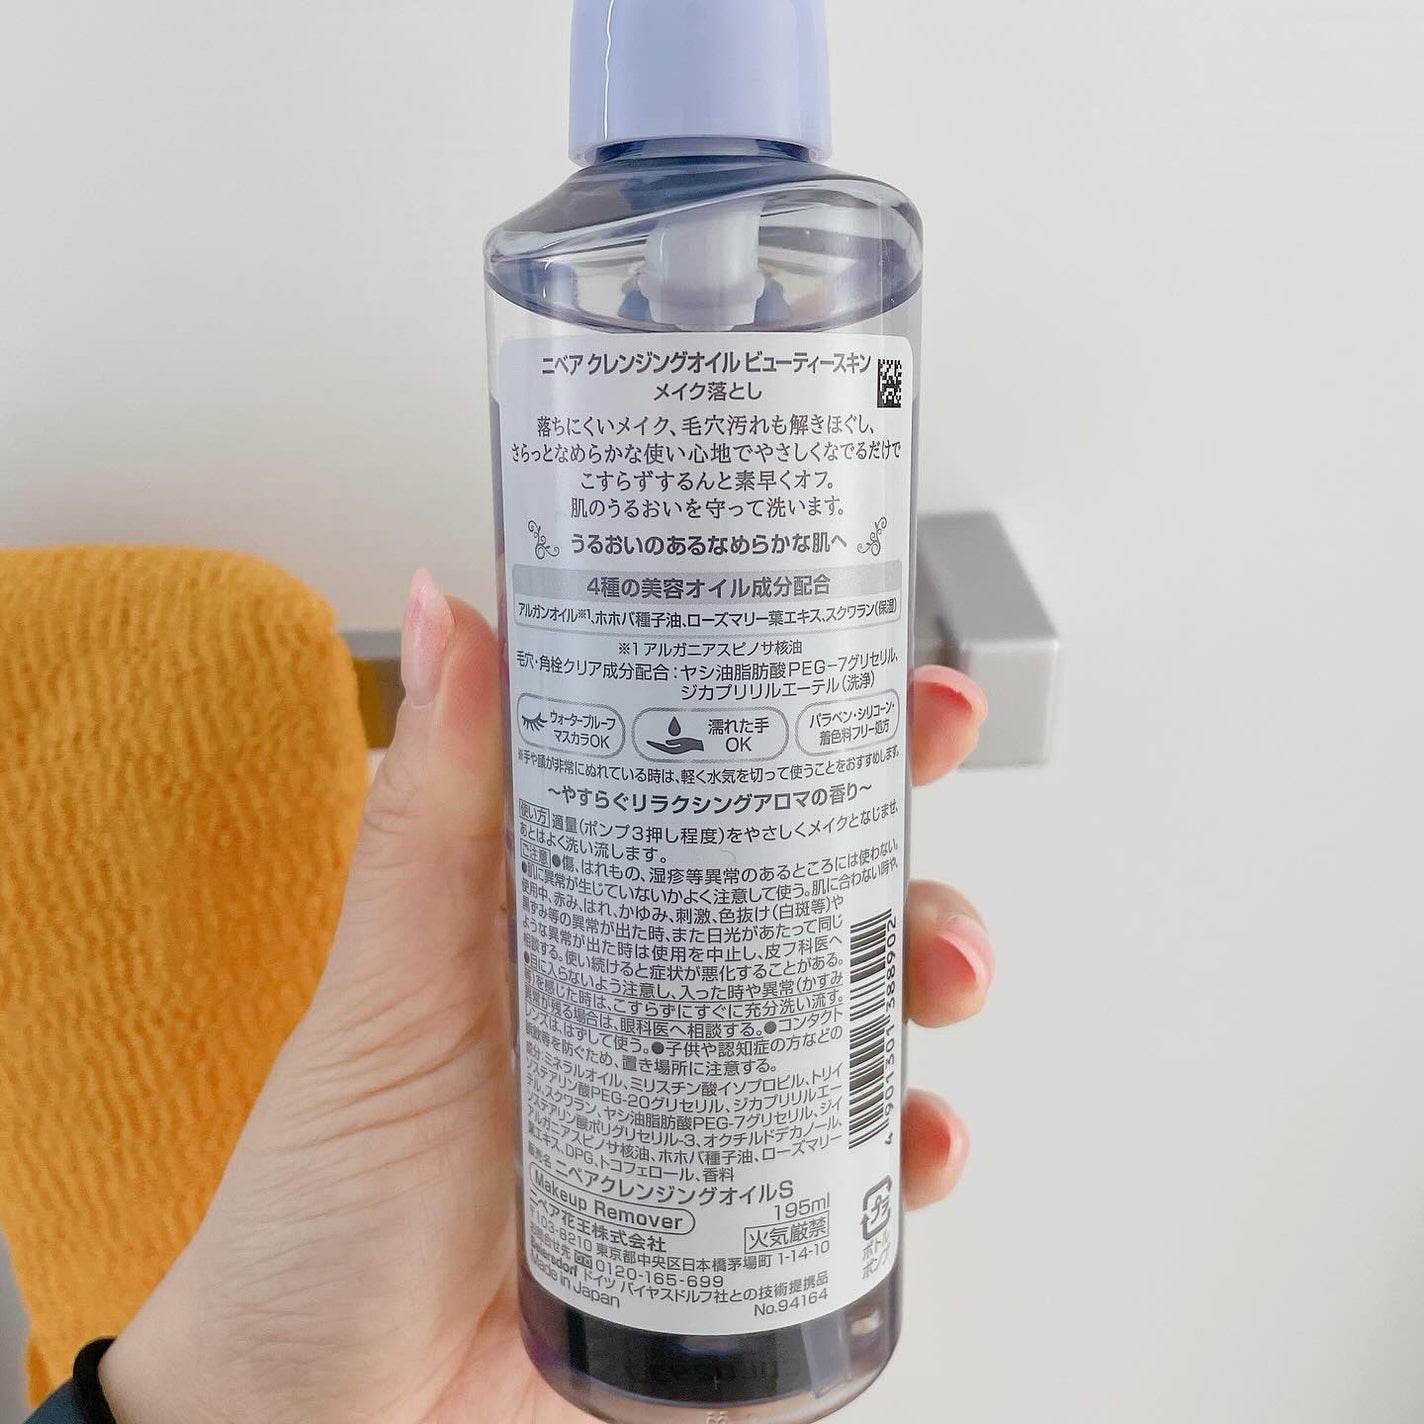 ニベア クレンジングオイル ビューティースキン
メイク落とし
落ちにくいメイク、毛穴汚れも解きほぐし、
さらっとなめらかな使い心地でやさしくなでるだけで
こすらずするんと素早くオフ。
肌のうるおいを守って洗います。
うるおいのあるなめらかな肌へ
4種の美容オイル成分配合
アルガンオイル※1、ホホバ種子油、ローズマリー葉エキス、スクワラン(保湿)
※1 アルガニアスピノサ核油
毛穴・角栓クリア成分配合:ヤシ油脂肪酸PEG-7グリセリル、
ジカプリリルエーテル(洗浄)
ウォータープルーフ
マスカラOK
濡れた手
OK
パラベン・シリコーン・
着色料フリー処方
※手や顔が非常にぬれている時は、軽く水気を切って使うことをおすすめします。
〜やすらぐリラクシングアロマの香り〜
使い方 適量(ポンプ3押し程度)をやさしくメイクとなじませ、
あとはよく洗い流します。
ご注意 ●傷、はれもの、湿疹等異常のあるところには使わない。
●肌に異常が生じていないかよく注意して使う。肌に合わない時や、
使用中、赤み、はれ、かゆみ、刺激、色抜け(白斑等)や
黒ずみ等の異常が出た時、また日光があたって同じ
ような異常が出た時は使用を中止し、皮フ科医へ
相談する。使い続けると症状が悪化することがある。
●目に入らないよう注意し、入った時や異常(かすみ
等)を感じた時は、こすらずにすぐに充分洗い流す。
異常が残る場合は、眼科医へ相談する。●コンタクト
レンズは、はずして使う。●子供や認知症の方などの
誤飲等を防ぐため、置き場所に注意する。
成分:ミネラルオイル、ミリスチン酸イソプロピル、トリイ
ソステアリン酸PEG-20グリセリル、ジカプリリルエー
テル、スクワラン、ヤシ油脂肪酸PEG-7グリセリル、ジイ
ソステアリン酸ポリグリセリル-3、オクチルドデカノール、
アルガニアスピノサ核油、ホホバ種子油、ローズマリー
葉エキス、DPG、トコフェロール、香料
販売名 ニベアクレンジングオイルS
Makeup Remover
195ml
ニベア花王株式会社
火気厳禁
〒103-8210 東京都中央区日本橋茅場町 1-14-10
お問合せ先 0120-165-699
Beiersdorf ドイツ バイヤスドルフ社との技術提携品
Made in Japan
No.94164
4 901301 388902
プラ
ボトル
ポンプ